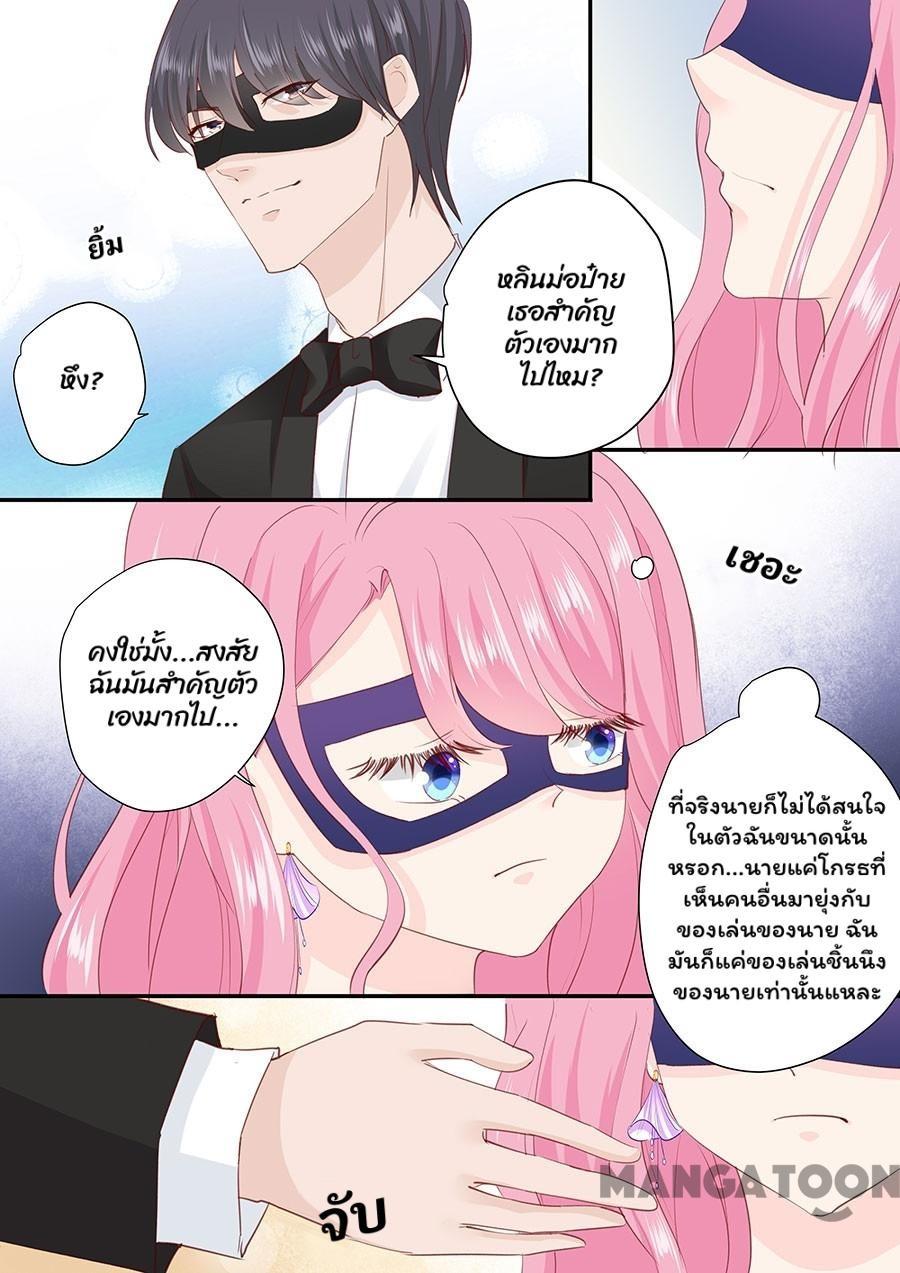 ยิ้ม
หึง?
หลินม่อป๋าย
เธอสำคัญ
ตัวเองมาก
ไปไหม?
เชอะ
คงใช่มั้ง...สงสัย
ฉันมันสำคัญตัว
เองมากไป...
ที่จริงนายก็ไม่ได้สนใจ
ในตัวฉันขนาดนั้น
หรอก...นายแค่โกรธที่
เห็นคนอื่นมายุ่งกับ
ของเล่นของนาย ฉัน
มันก็แค่ของเล่นชิ้นนึง
ของนายเท่านั้นแหละ
จับ
MANGATOON